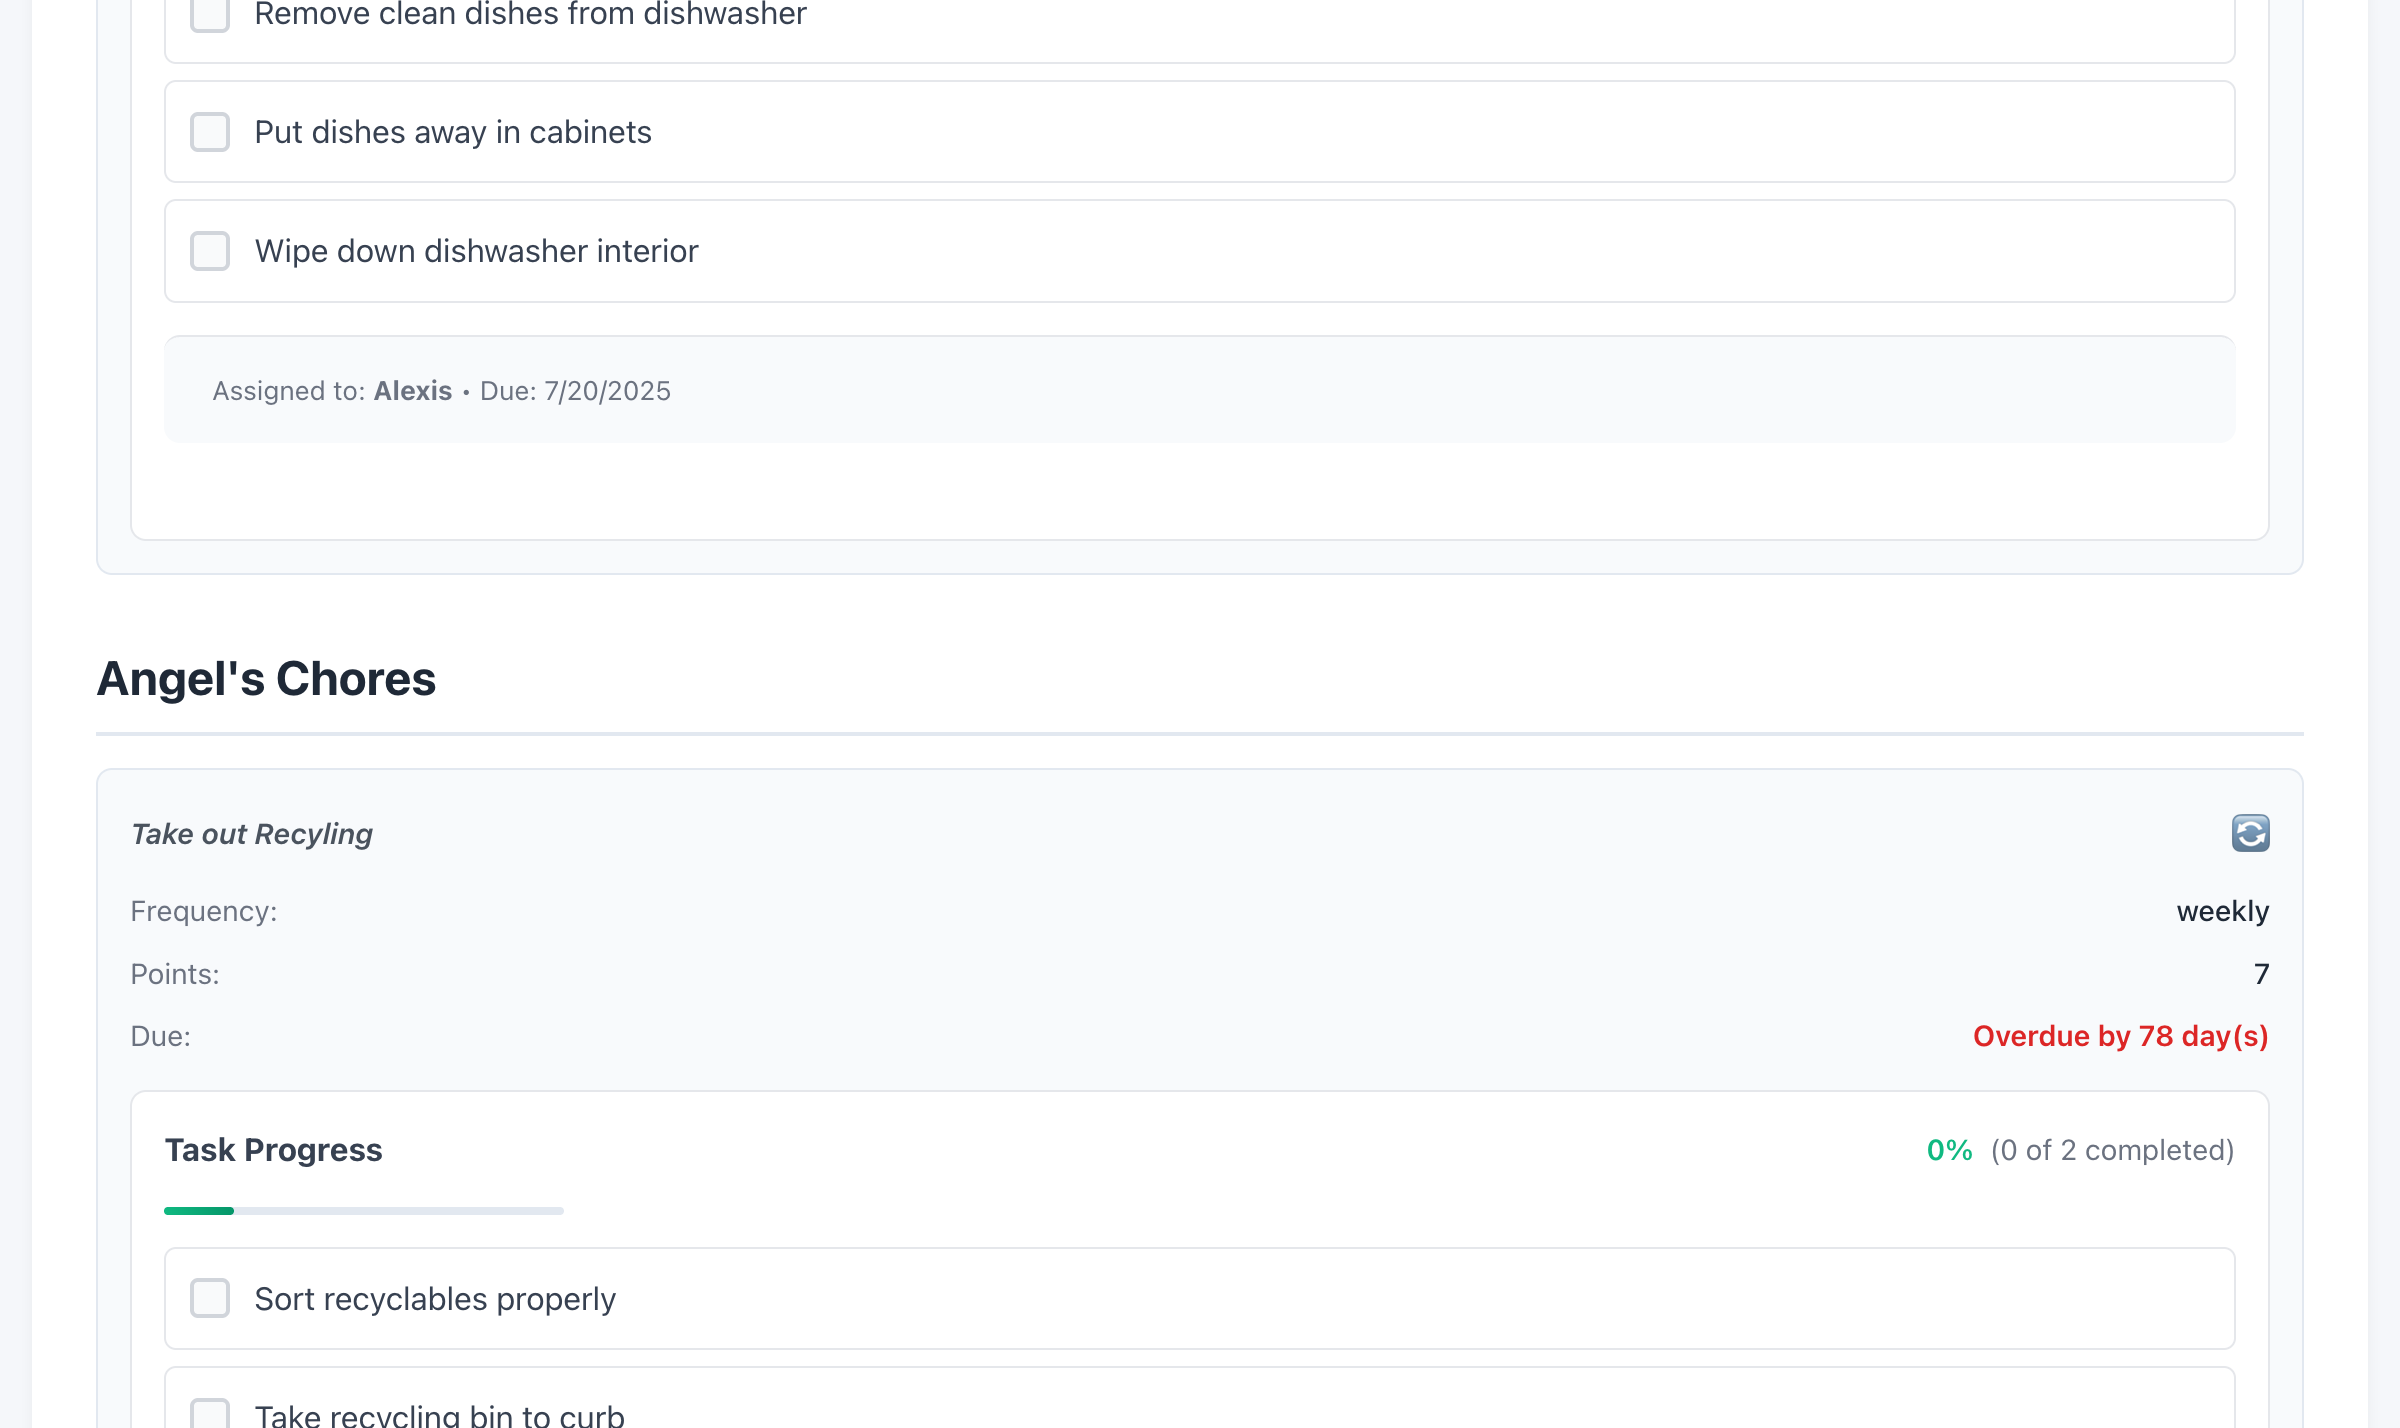 Remove clean dishes from dishwasher
Put dishes away in cabinets
Wipe down dishwasher interior
Assigned to: Alexis • Due: 7/20/2025
Angel's Chores
Take out Recyling
Frequency: weekly
Points: 7
Due: Overdue by 78 day(s)
Task Progress 0% (0 of 2 completed)
Sort recyclables properly
Take recycling bin to curb